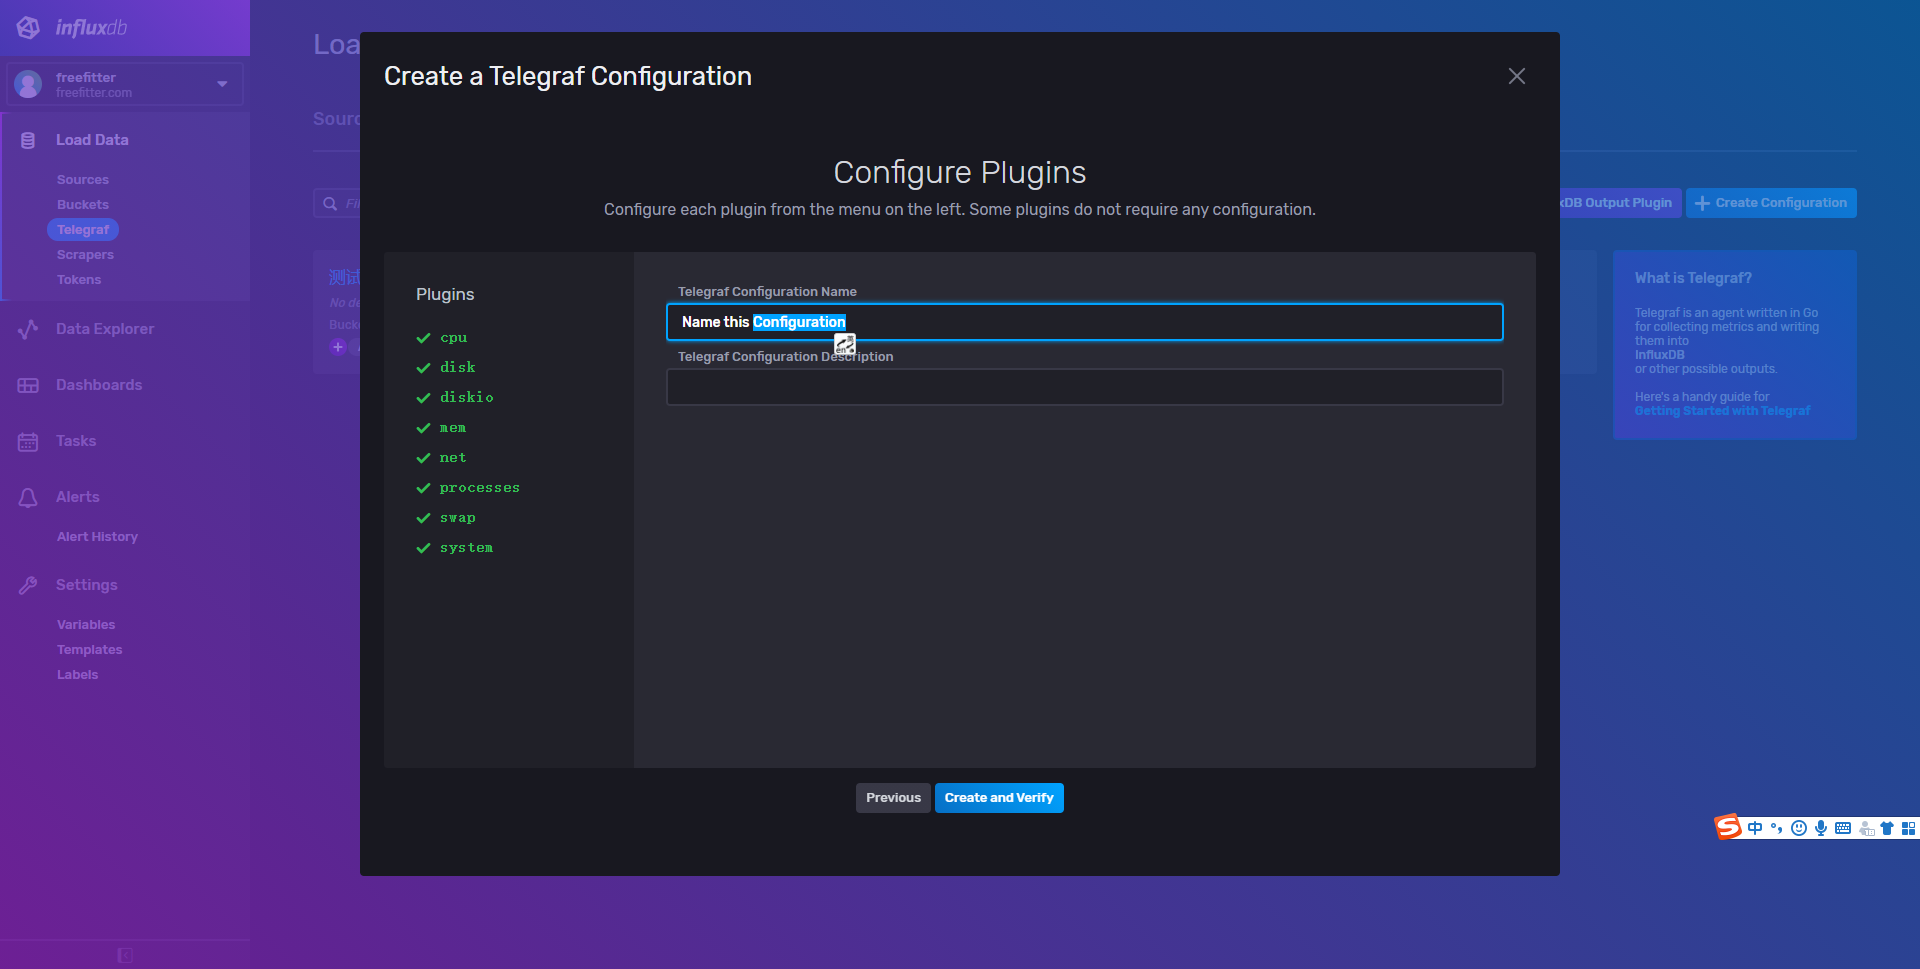 influxdb
freefitter
freefitter.com
Load Data
Sources
Buckets
Telegraf
Scrapers
Tokens
Data Explorer
Dashboards
Tasks
Alerts
Alert History
Settings
Variables
Templates
Labels
Loa
Sourc
Create a Telegraf Configuration
Configure Plugins
Configure each plugin from the menu on the left. Some plugins do not require any configuration.
Plugins
cpu
disk
diskio
mem
net
processes
swap
system
Telegraf Configuration Name
Name this Configuration
Telegraf Configuration Description
Previous
Create and Verify
测试
No de
Bucke
xDB Output Plugin
Create Configuration
What is Telegraf?
Telegraf is an agent written in Go
for collecting metrics and writing
them into
InfluxDB
or other possible outputs.
Here's a handy guide for
Getting Started with Telegraf
中